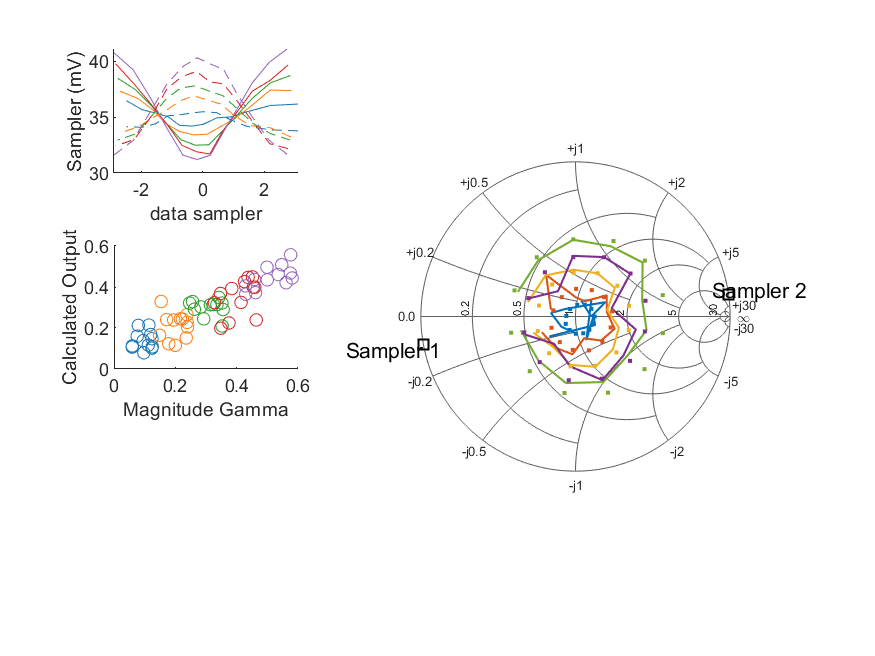 Sampler (mV)
40
35
30
-2
0
2
data sampler
Calculated Output
0.6
0.4
0.2
0
0
0.2
0.4
0.6
Magnitude Gamma
+j1
+j0.5
+j2
+j0.2
+j5
Sampler 2
+j30
0.0
0.2
0.5
1
2
5
30
∞
-j30
Sampler 1
-j0.2
-j5
-j0.5
-j2
-j1